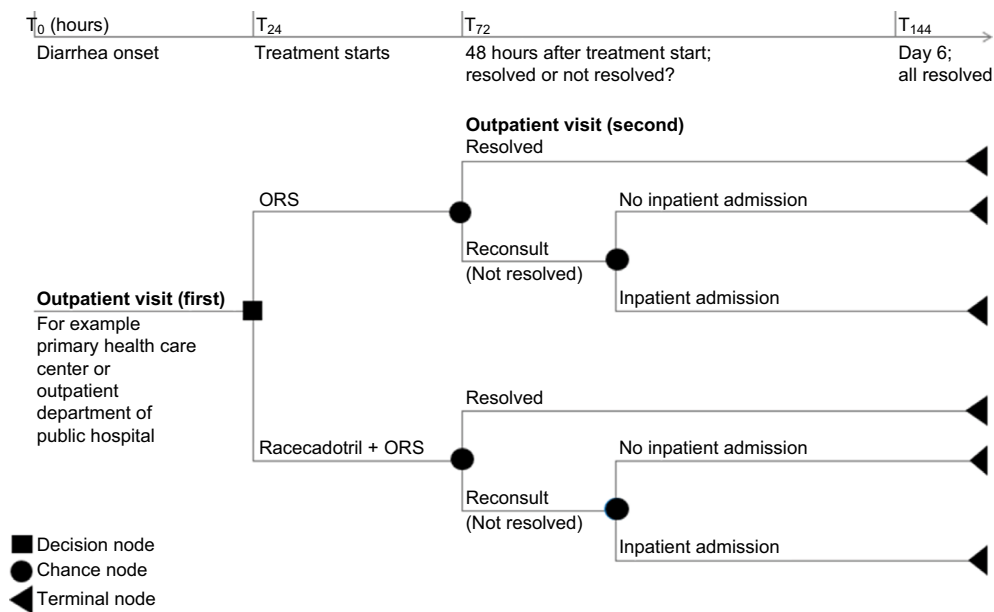 T0 (hours)
T24
T72
T144
Diarrhea onset
Treatment starts
48 hours after treatment start;
resolved or not resolved?
Day 6;
all resolved
Outpatient visit (second)
Resolved
ORS
No inpatient admission
Reconsult
(Not resolved)
Inpatient admission
Outpatient visit (first)
For example
primary health care
center or
outpatient
department of
public hospital
Resolved
Racecadotril + ORS
No inpatient admission
Reconsult
(Not resolved)
Inpatient admission
Decision node
Chance node
Terminal node